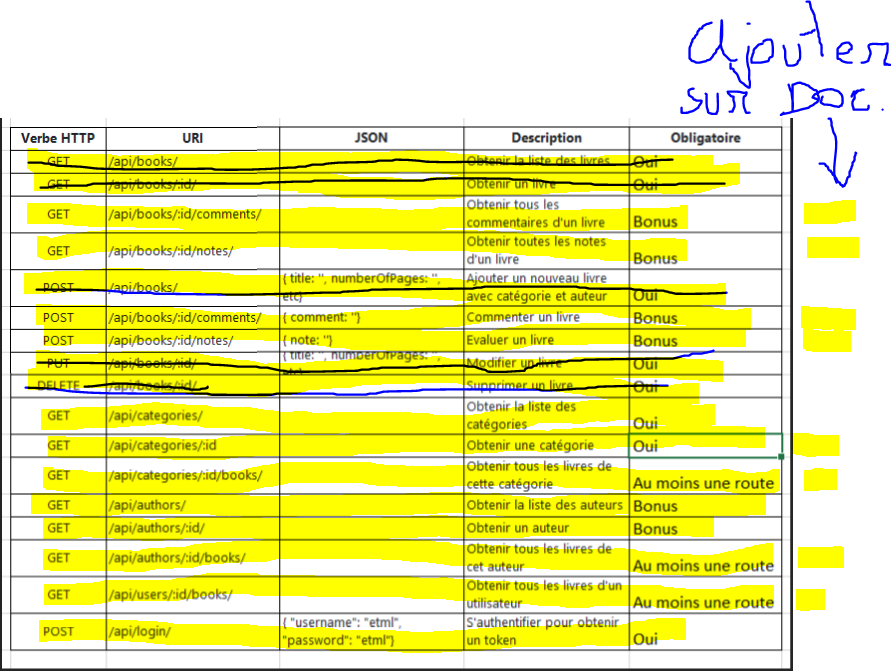 Ajouter
sur Doc.
Verbe HTTP URI JSON Description Obligatoire
GET /api/books/ Obtenir la liste des livres Oui
GET /api/books/:id/ Obtenir un livre Oui
GET /api/books/:id/comments/ Obtenir tous les
commentaires d'un livre Bonus
GET /api/books/:id/notes/ Obtenir toutes les notes
d'un livre Bonus
POST /api/books/ { title: '', numberOfPages: '', Ajouter un nouveau livre
etc} avec catégorie et auteur Oui
POST /api/books/:id/comments/ { comment: ''} Commenter un livre Bonus
POST /api/books/:id/notes/ { note: ''} Evaluer un livre Bonus
PUT /api/books/:id/ { title: '', numberOfPages: '', Modifier un livre Oui
etc}
DELETE /api/books/:id/ Supprimer un livre Oui
GET /api/categories/ Obtenir la liste des
catégories Oui
GET /api/categories/:id Obtenir une catégorie Oui
GET /api/categories/:id/books/ Obtenir tous les livres de
cette catégorie Au moins une route
GET /api/authors/ Obtenir la liste des auteurs Bonus
GET /api/authors/:id/ Obtenir un auteur Bonus
GET /api/authors/:id/books/ Obtenir tous les livres de
cet auteur Au moins une route
GET /api/users/:id/books/ Obtenir tous les livres d'un
utilisateur Au moins une route
POST /api/login/ { "username": "etml", S'authentifier pour obtenir
"password": "etml"} un token Oui